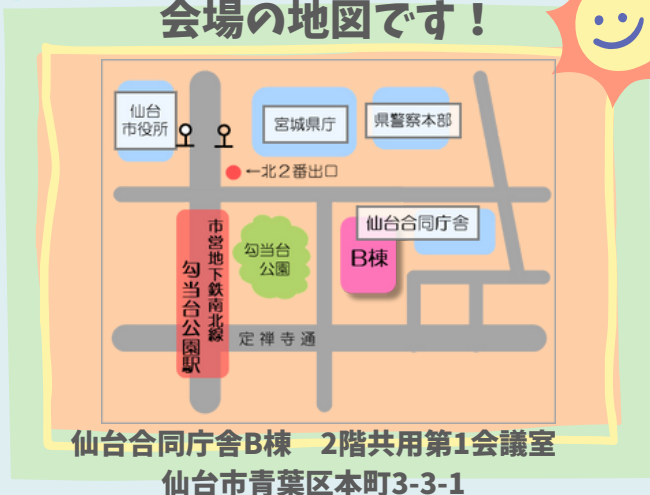 会場の地図です！
仙台
市役所
宮城県庁
県警察本部
←北2番出口
仙台合同庁舎
B棟
勾当台
公園
市営地下鉄南北線
勾当台公園駅
定禅寺通
仙台合同庁舎B棟　2階共用第1会議室
仙台市青葉区本町3-3-1